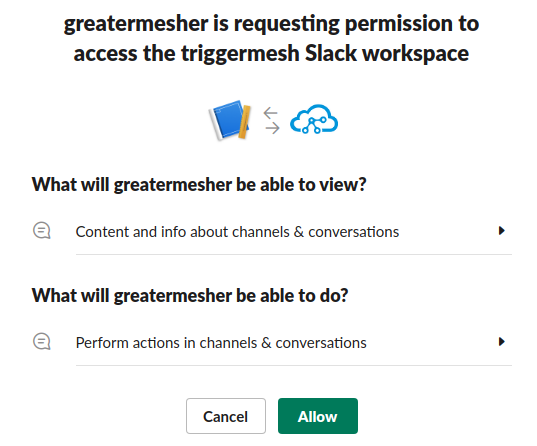 greatermesher is requesting permission to
access the triggermesh Slack workspace
What will greatermesher be able to view?
Content and info about channels & conversations
What will greatermesher be able to do?
Perform actions in channels & conversations
Cancel Allow